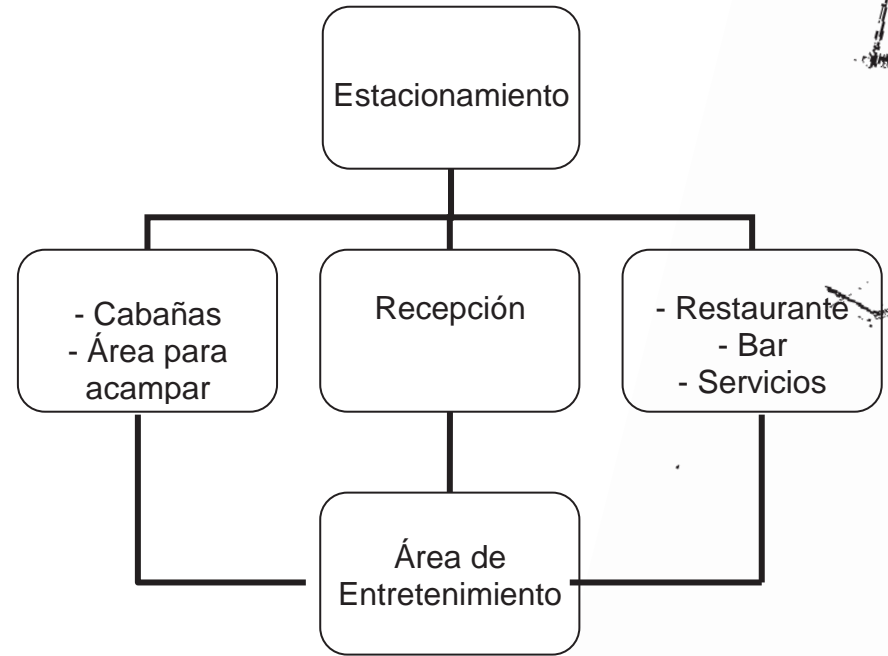 Estacionamiento
- Cabañas
- Área para
acampar
Recepción
- Restaurante
- Bar
- Servicios
Área de
Entretenimiento